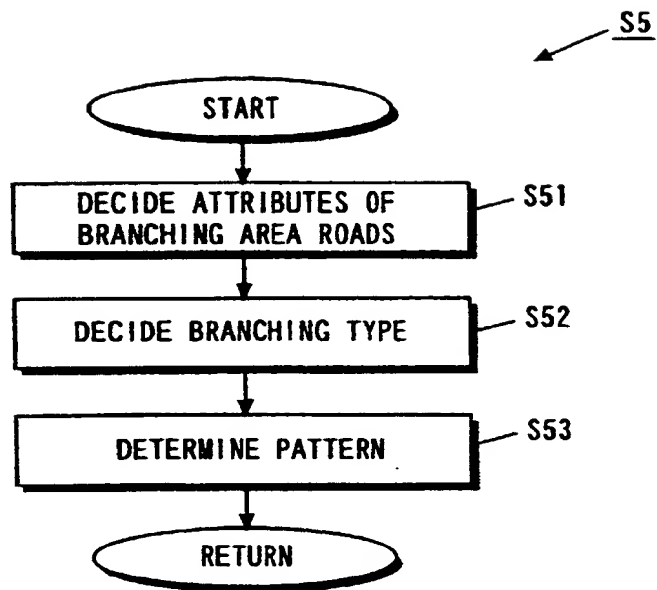 S5
START
DECIDE ATTRIBUTES OF
BRANCHING AREA ROADS
S51
DECIDE BRANCHING TYPE
S52
DETERMINE PATTERN
S53
RETURN